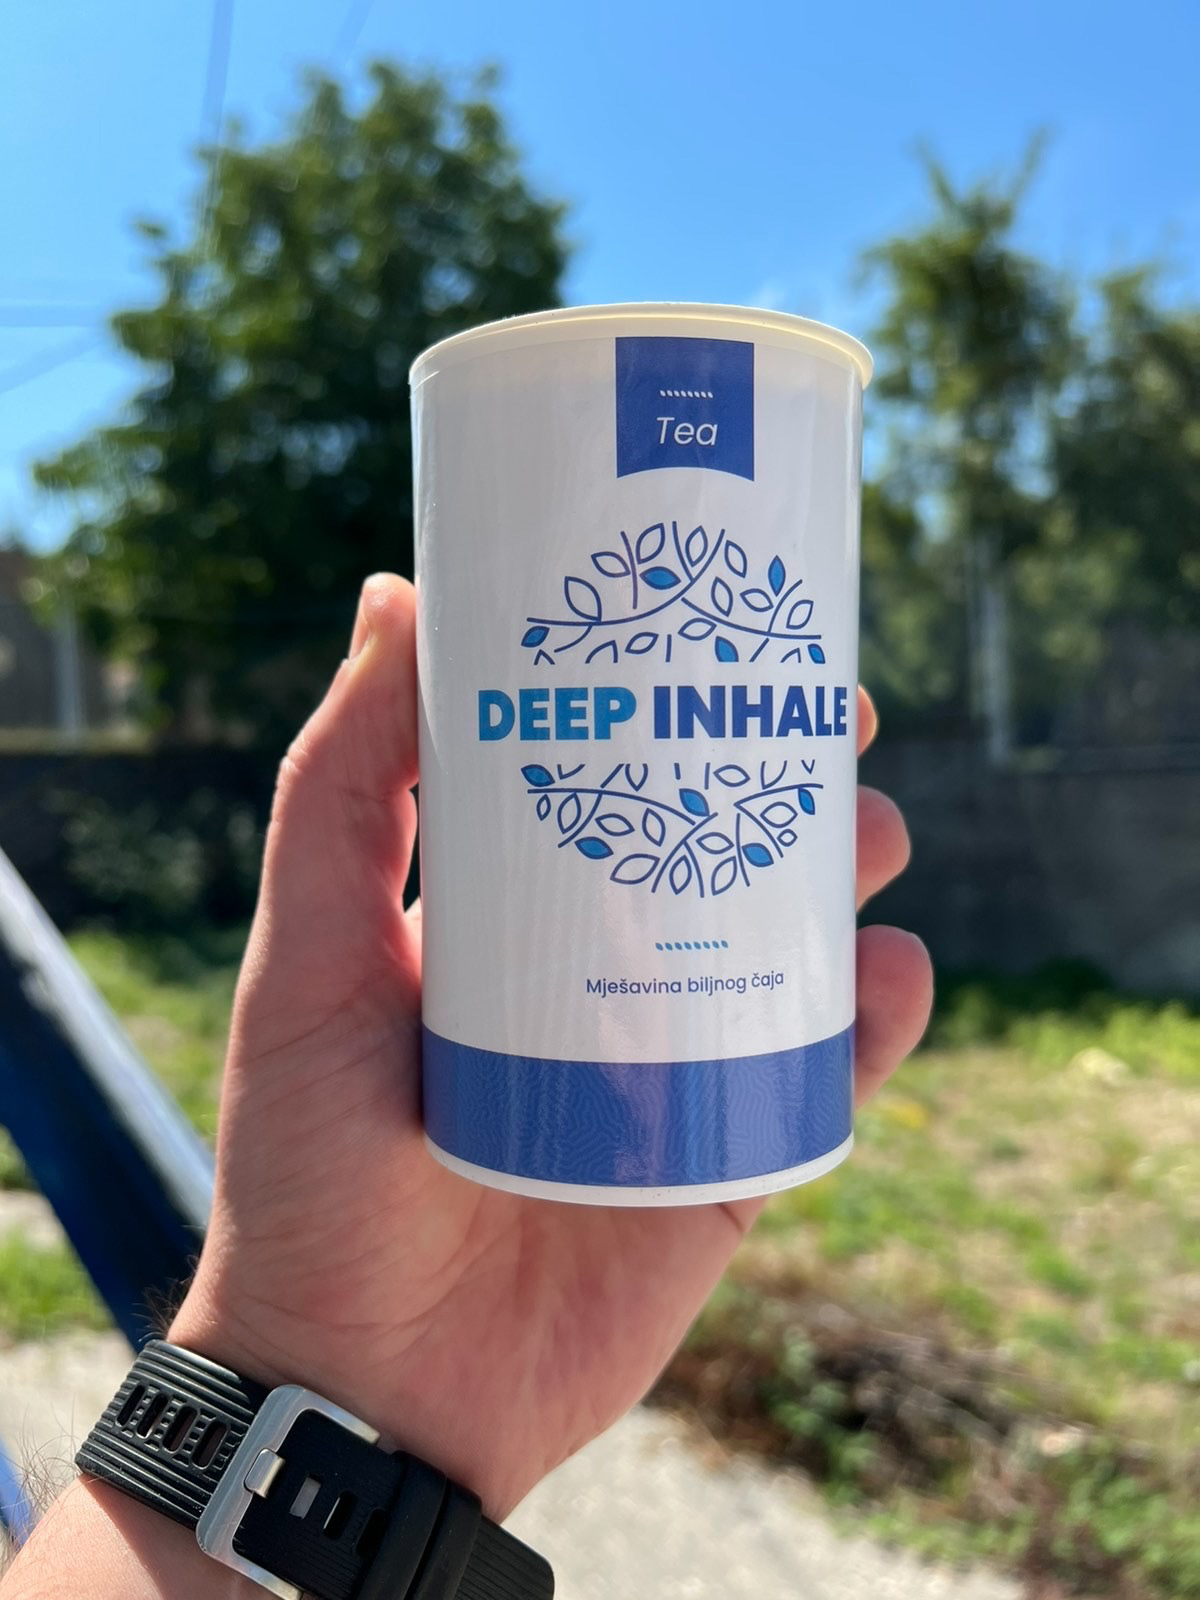 Tea
DEEP INHALE
Mješavina biljnog čaja